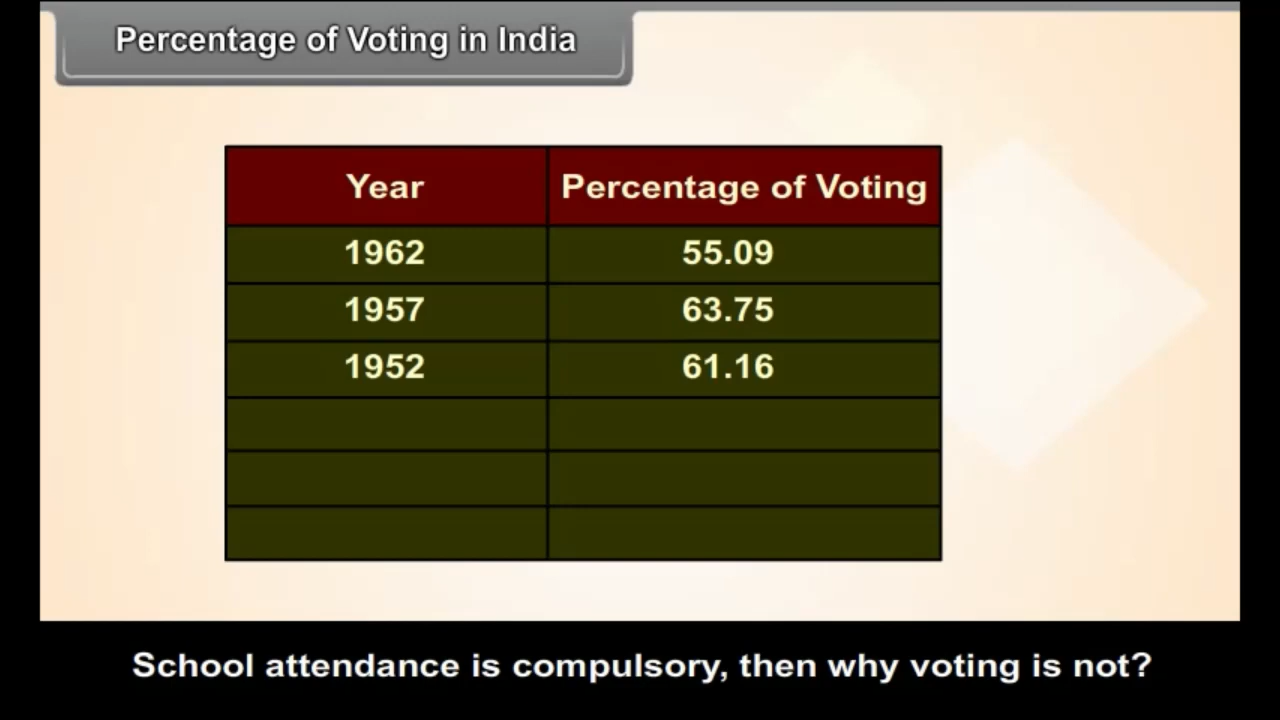 Percentage of Voting in India
Year Percentage of Voting
1962 55.09
1957 63.75
1952 61.16
School attendance is compulsory, then why voting is not?